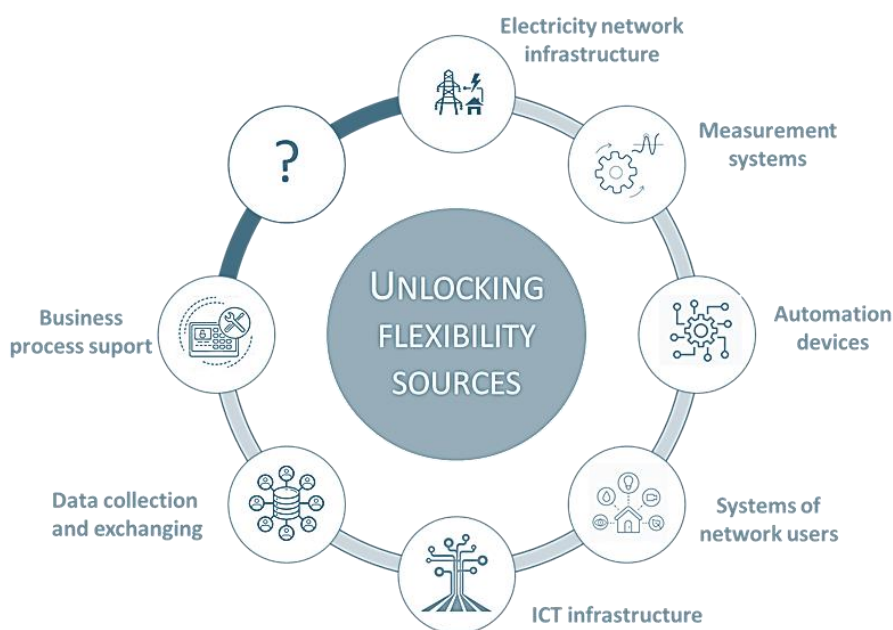 Electricity network
infrastructure
Measurement
systems
Automation
devices
Systems of
network users
ICT infrastructure
Data collection
and exchanging
Business
process suport
?
UNLOCKING
FLEXIBILITY
SOURCES